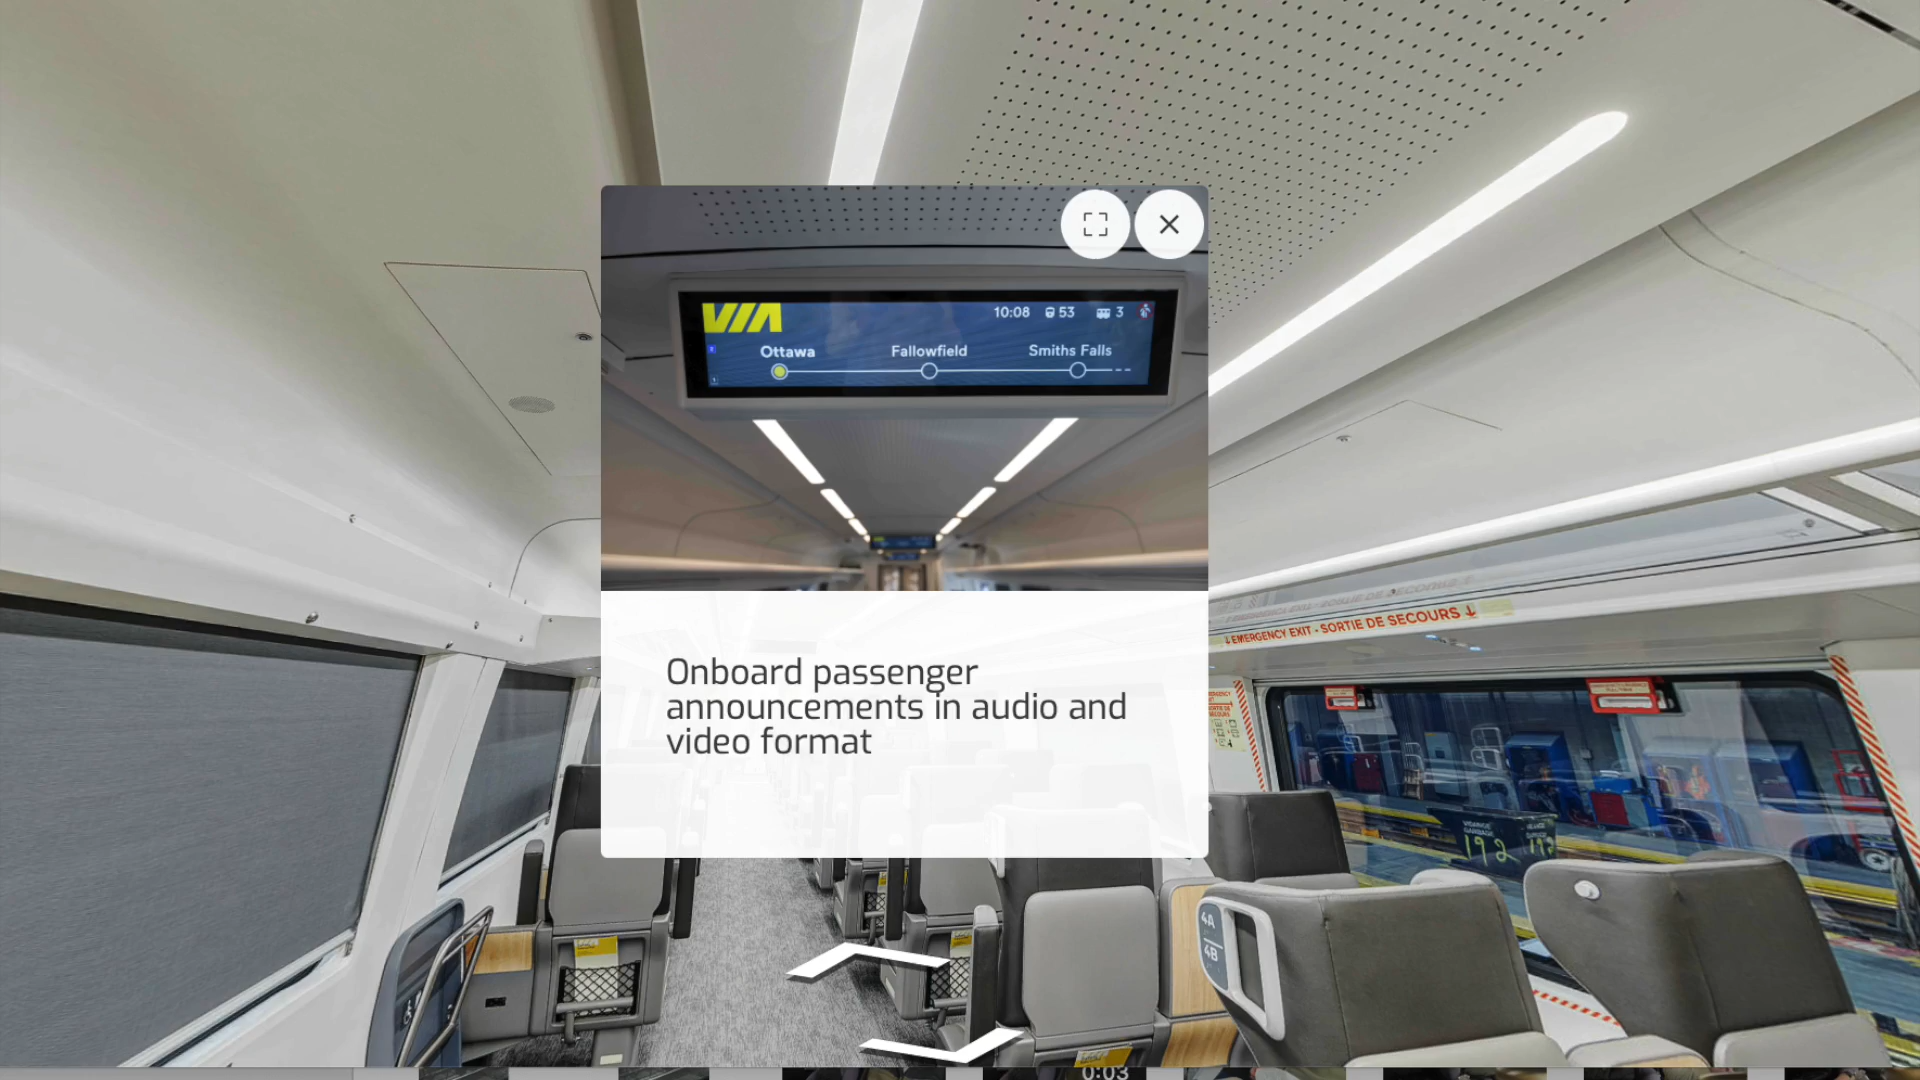 VIA
10:08 53 3
Ottawa Fallowfield Smiths Falls
Onboard passenger
announcements in audio and
video format
EMERGENCY EXIT - SORTIE DE SECOURS
4A
4B
192
0:03